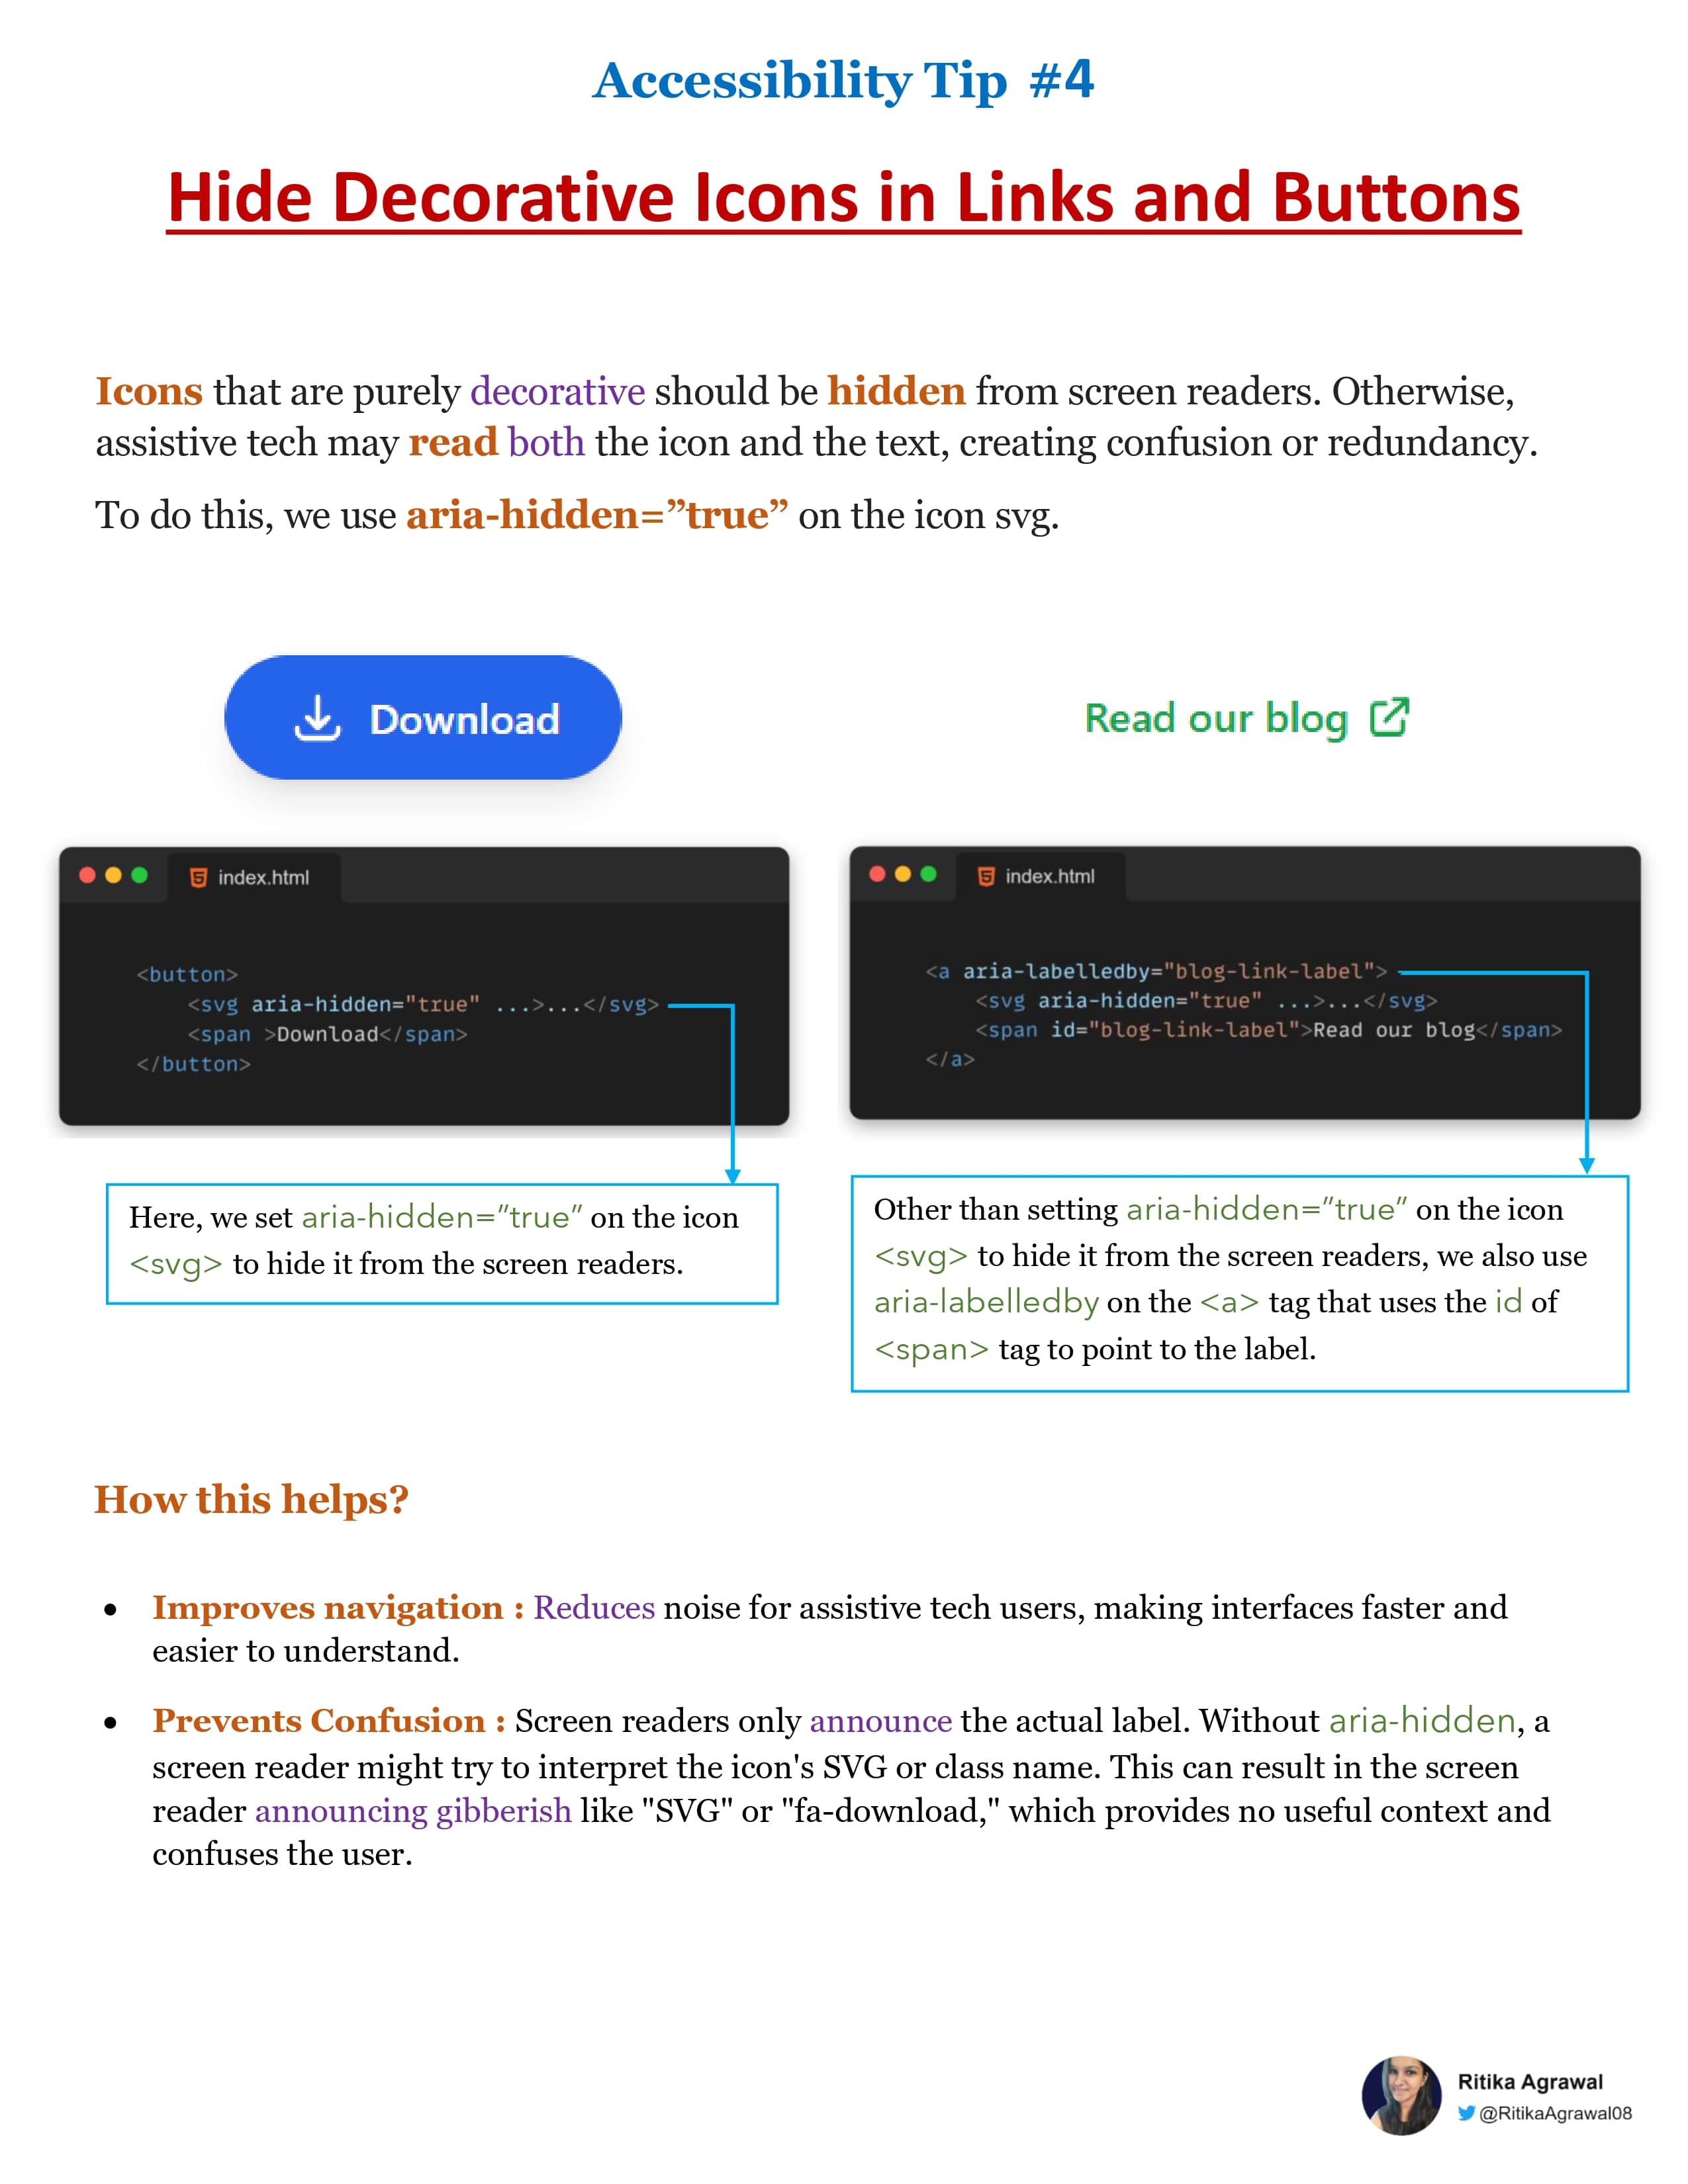 Accessibility Tip #4
Hide Decorative Icons in Links and Buttons
Icons that are purely decorative should be hidden from screen readers. Otherwise,
assistive tech may read both the icon and the text, creating confusion or redundancy.
To do this, we use aria-hidden=”true” on the icon svg.
Download
Read our blog
index.html
<button>
<svg aria-hidden="true" ...>...</svg>
<span >Download</span>
</button>
Here, we set aria-hidden=”true” on the icon
<svg> to hide it from the screen readers.
index.html
<a aria-labelledby="blog-link-label">
<svg aria-hidden="true" ...>...</svg>
<span id="blog-link-label">Read our blog</span>
</a>
Other than setting aria-hidden=”true” on the icon
<svg> to hide it from the screen readers, we also use
aria-labelledby on the <a> tag that uses the id of
<span> tag to point to the label.
How this helps?
• Improves navigation : Reduces noise for assistive tech users, making interfaces faster and
easier to understand.
• Prevents Confusion : Screen readers only announce the actual label. Without aria-hidden, a
screen reader might try to interpret the icon's SVG or class name. This can result in the screen
reader announcing gibberish like "SVG" or "fa-download," which provides no useful context and
confuses the user.
Ritika Agrawal
@RitikaAgrawal08